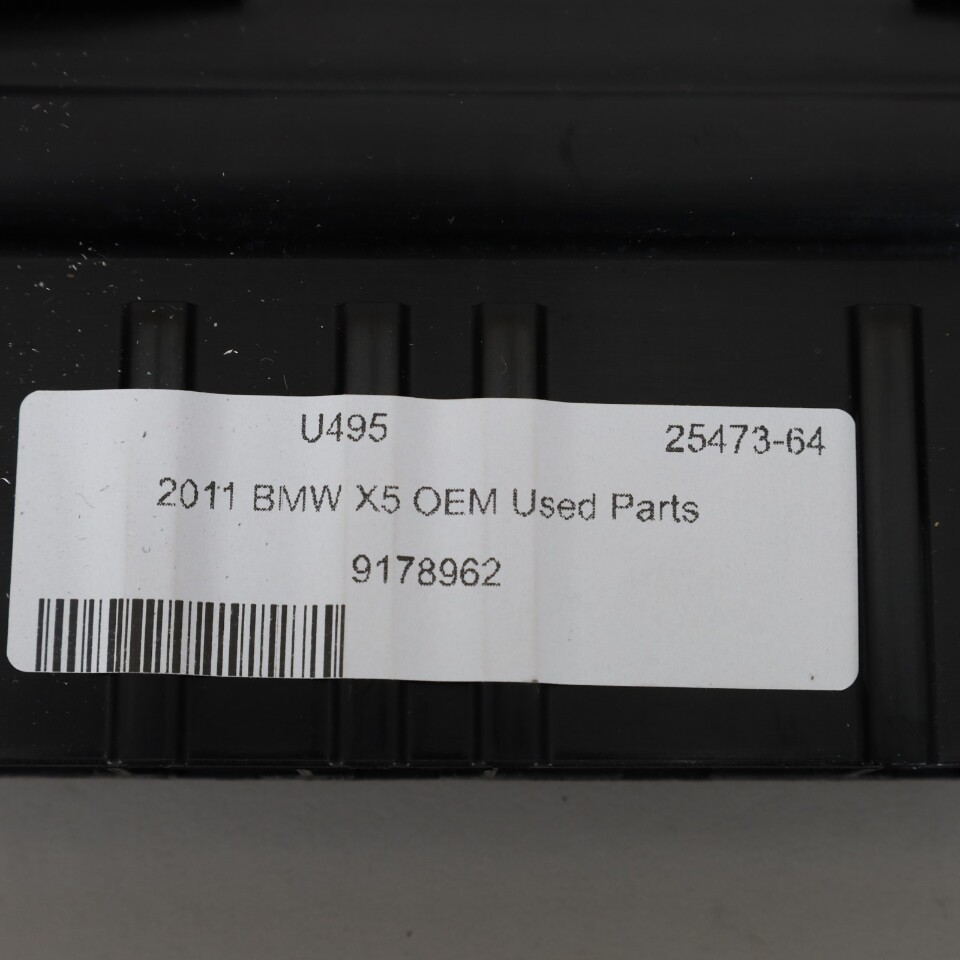 U495 25473-64
2011 BMW X5 OEM Used Parts
9178962